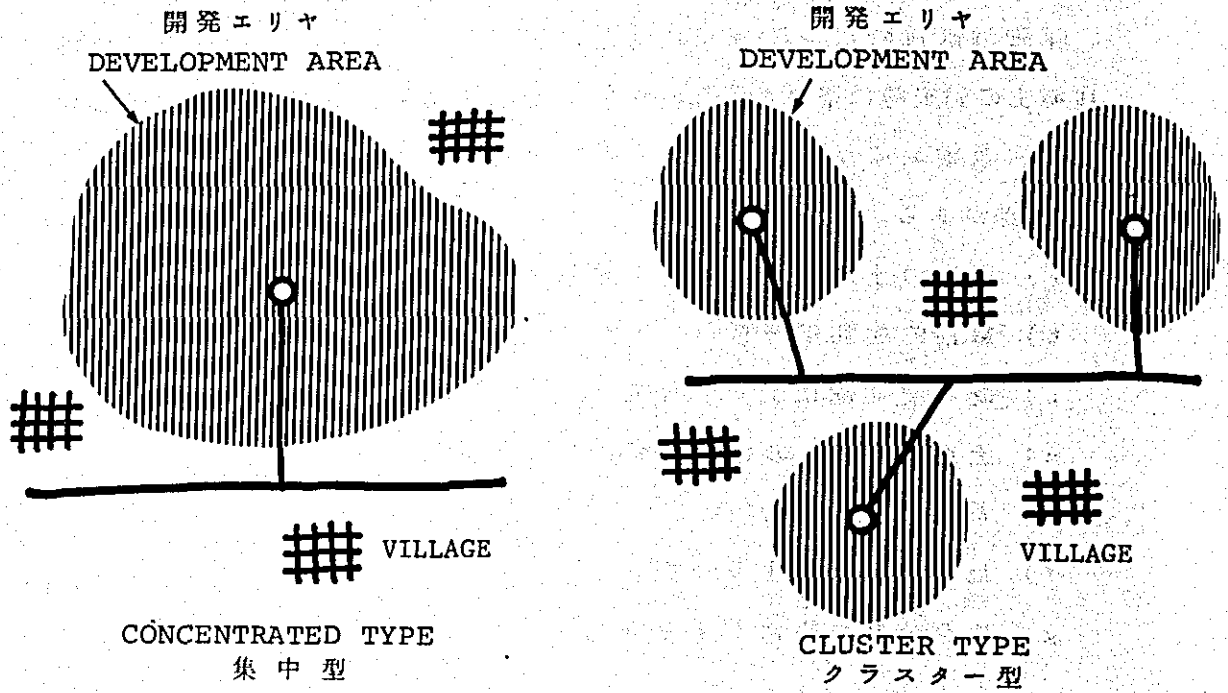 開発エリヤ
DEVELOPMENT AREA
VILLAGE
CONCENTRATED TYPE
集中型
開発エリヤ
DEVELOPMENT AREA
VILLAGE
CLUSTER TYPE
クラスター型